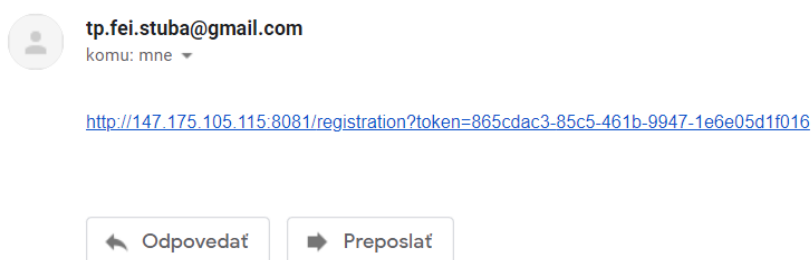 tp.fei.stuba@gmail.com
komu: mne
http://147.175.105.115:8081/registration?token=865cdac3-85c5-461b-9947-1e6e05d1f016
Odpovedať Preposlať